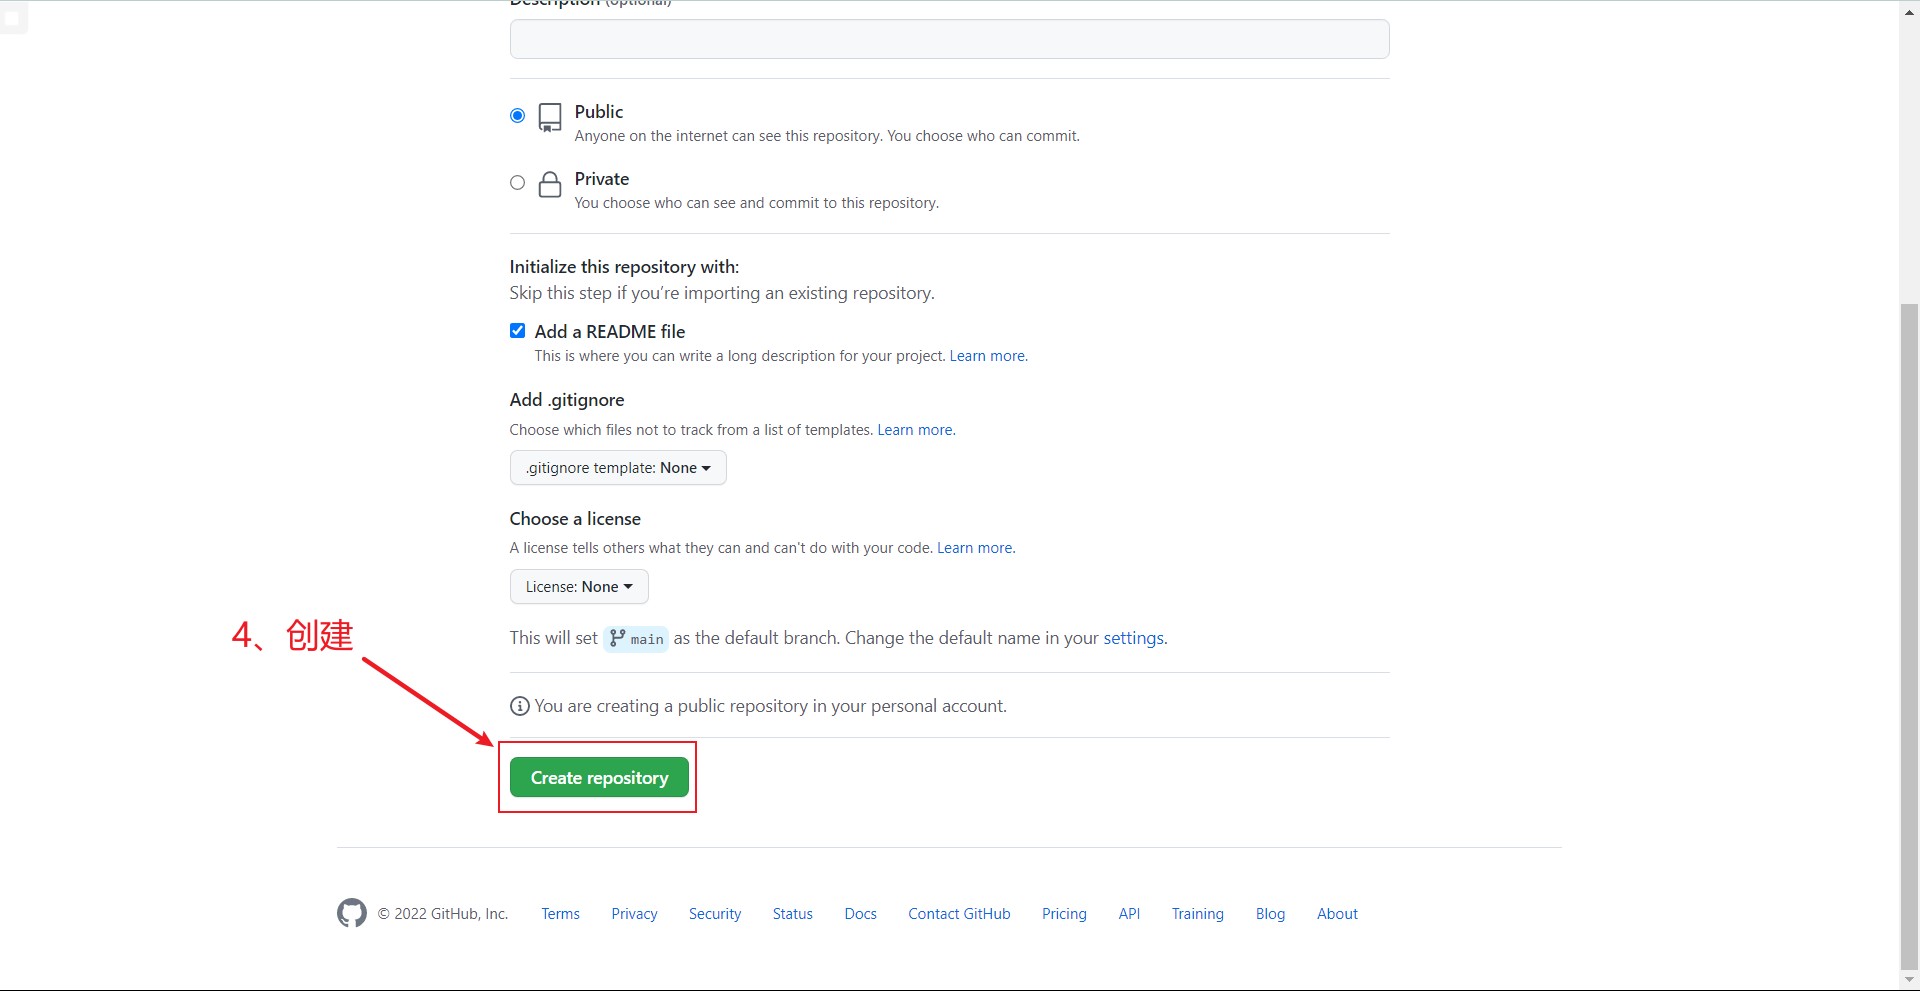 Description (optional)
Public
Anyone on the internet can see this repository. You choose who can commit.
Private
You choose who can see and commit to this repository.
Initialize this repository with:
Skip this step if you’re importing an existing repository.
Add a README file
This is where you can write a long description for your project. Learn more.
Add .gitignore
Choose which files not to track from a list of templates. Learn more.
.gitignore template: None
Choose a license
A license tells others what they can and can't do with your code. Learn more.
License: None
4、创建
This will set main as the default branch. Change the default name in your settings.
You are creating a public repository in your personal account.
Create repository
© 2022 GitHub, Inc. Terms Privacy Security Status Docs Contact GitHub Pricing API Training Blog About